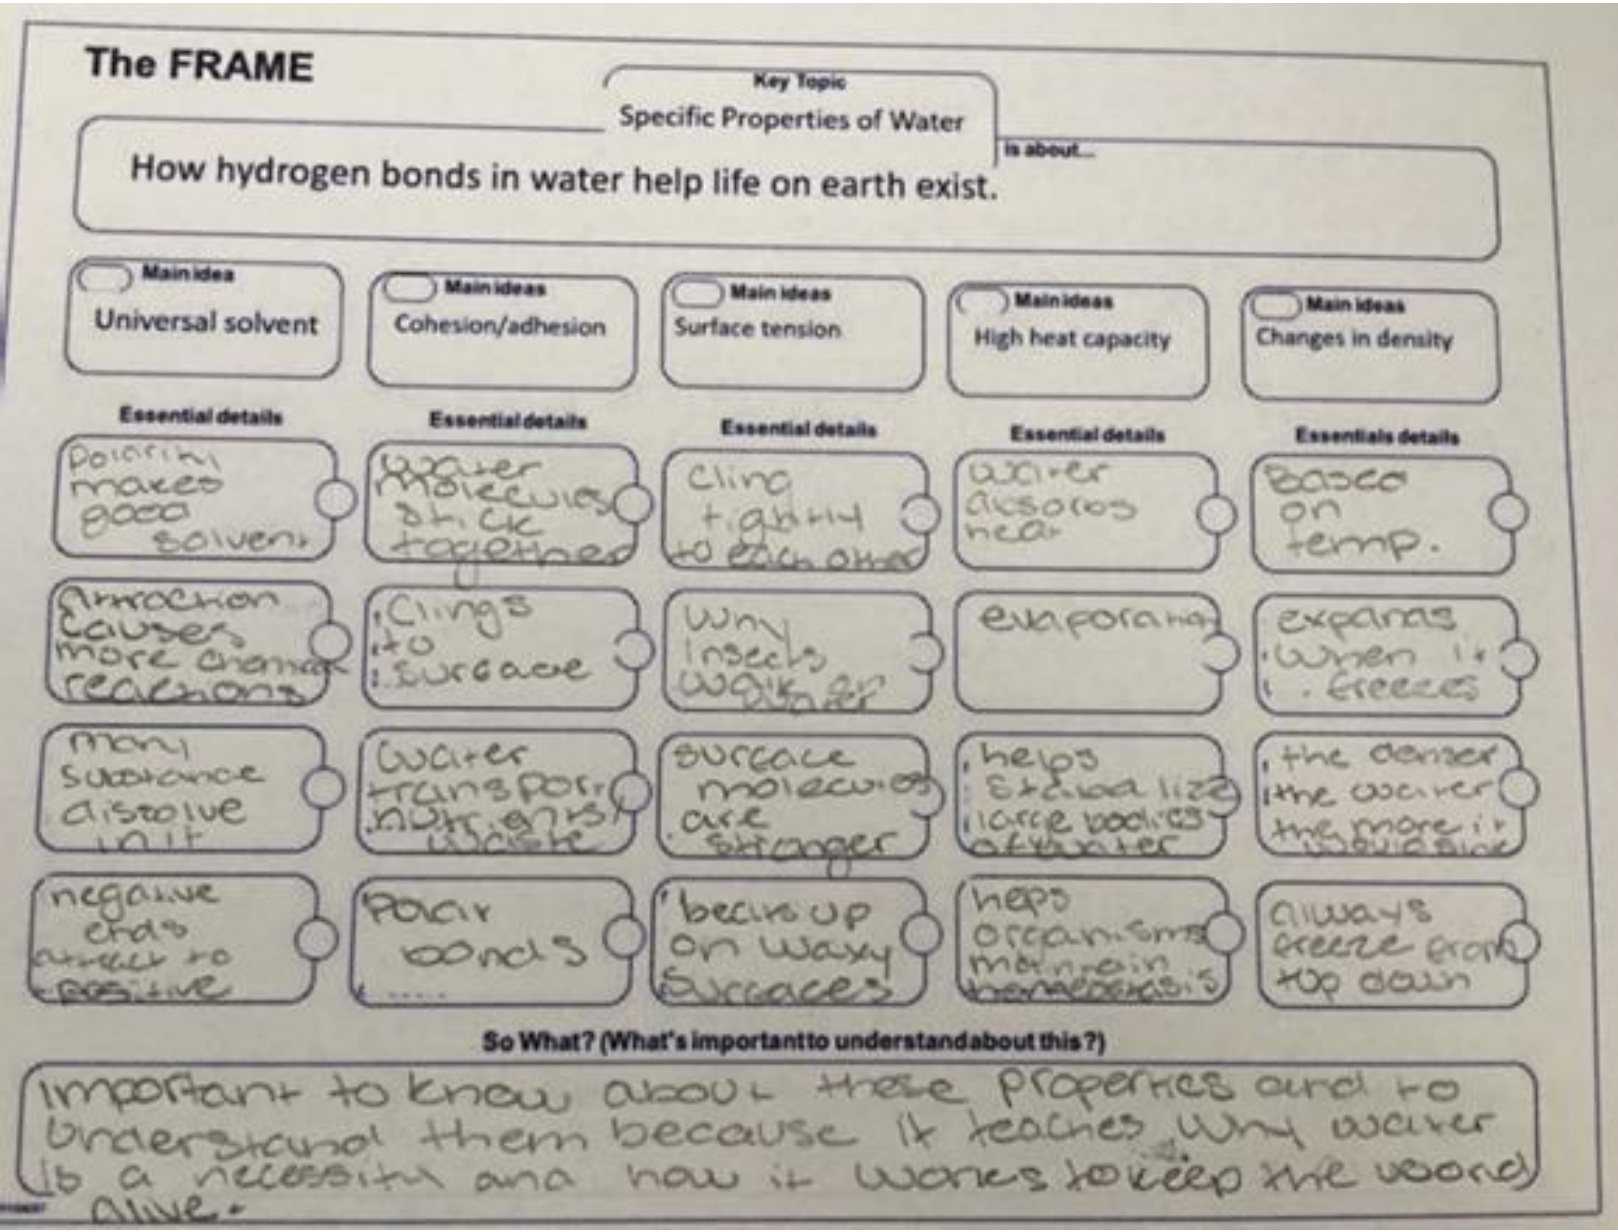 The FRAME
Key Topic
Specific Properties of Water
is about...
How hydrogen bonds in water help life on earth exist.
Main idea
Universal solvent
Main ideas
Cohesion/adhesion
Main ideas
Surface tension
Main ideas
High heat capacity
Main ideas
Changes in density
Essential details
Polarity
makes
good
solvent
Attraction
causes
more chemical
reactions
many
substance
dissolve
in it
negative
ends
attract to
positive
Essential details
water
molecules
stick
together
Clings
to
surface
water
transport
nutrients/
waste
Polar
bonds
Essential details
Cling
tightly
to each other
Why
insects
walk on
water
surface
molecules
are
stronger
beads up
on waxy
surfaces
Essential details
water
absorbs
heat
evaporation
helps
stabalize
large bodies
of water
heps
organisms
maintain
homeostasis
Essentials details
Based
on
temp.
expands
when it
freezes
the denser
the water
the more it
would sink
always
freeze from
top down
So What? (What's important to understand about this?)
Important to know about these properties and to
understand them because it teaches why water
is a necessity and how it works to keep the world
alive.